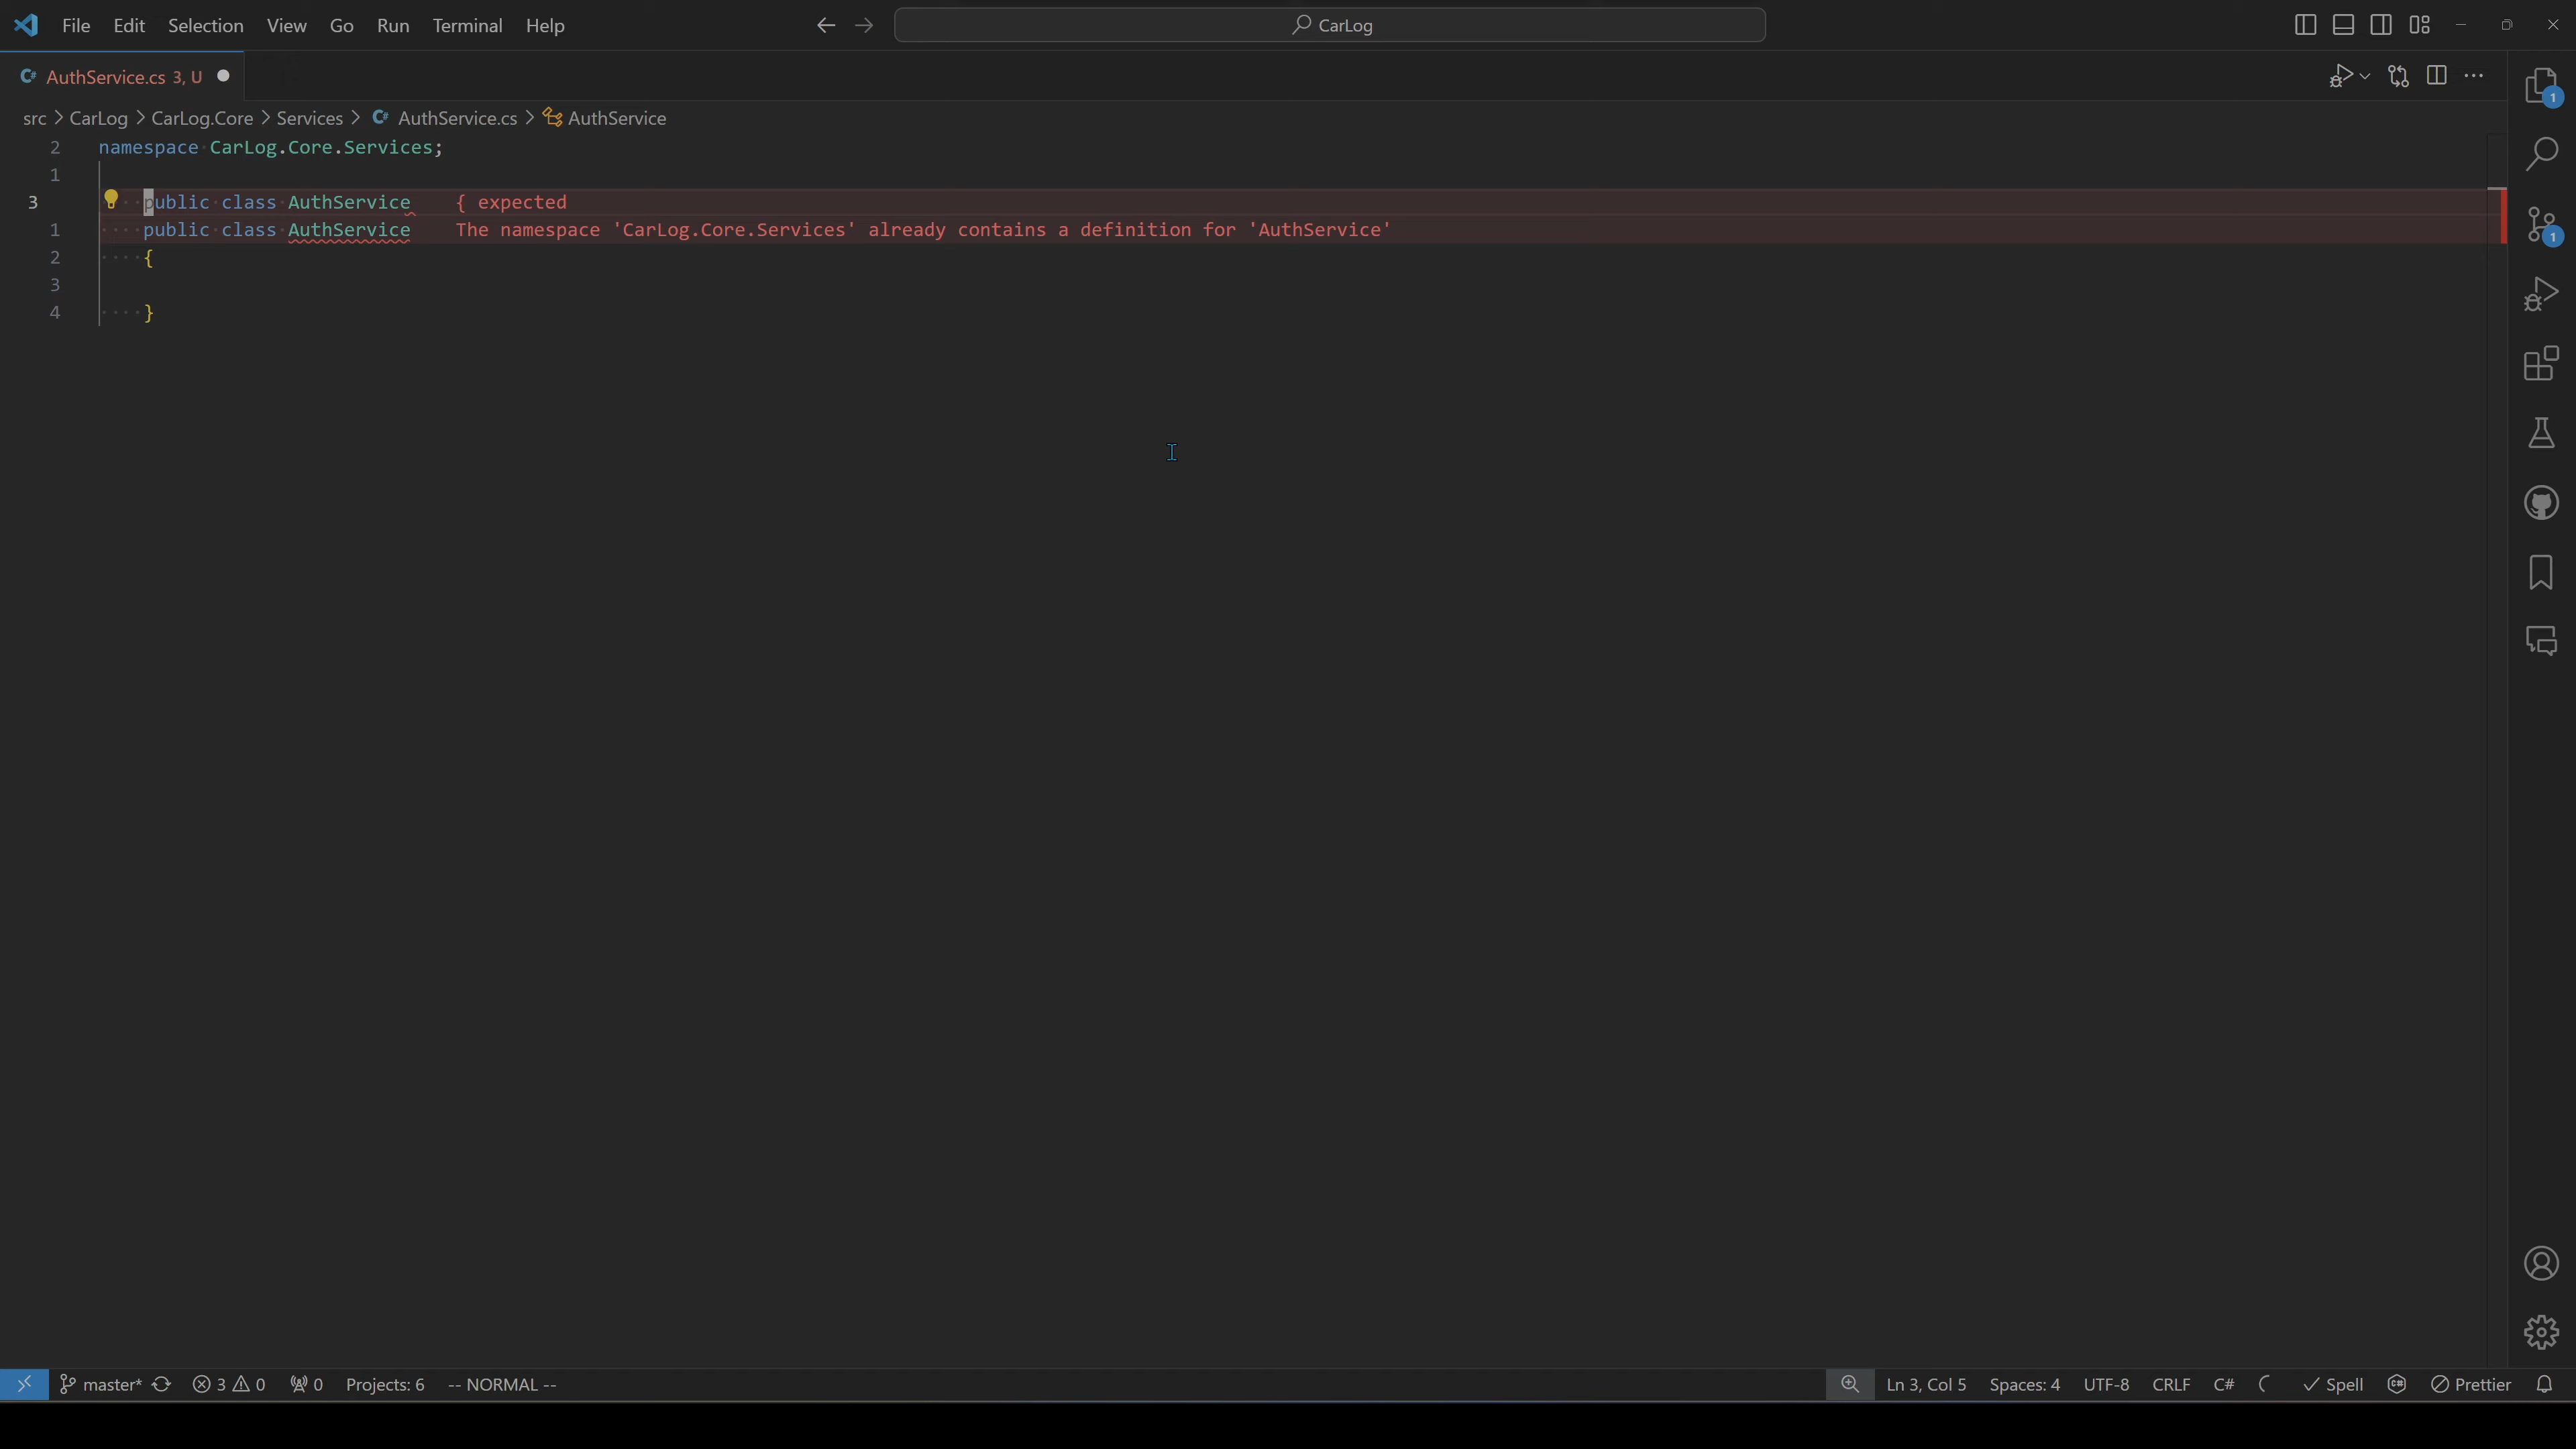 File Edit Selection View Go Run Terminal Help CarLog
AuthService.cs 3, U
src > CarLog > CarLog.Core > Services > AuthService.cs > AuthService
2 namespace CarLog.Core.Services;
1
3 public class AuthService { expected
1 public class AuthService The namespace 'CarLog.Core.Services' already contains a definition for 'AuthService'
2 {
3
4 }
1
1
master* 3 0 0 Projects: 6 -- NORMAL -- Ln 3, Col 5 Spaces: 4 UTF-8 CRLF C# Spell Prettier